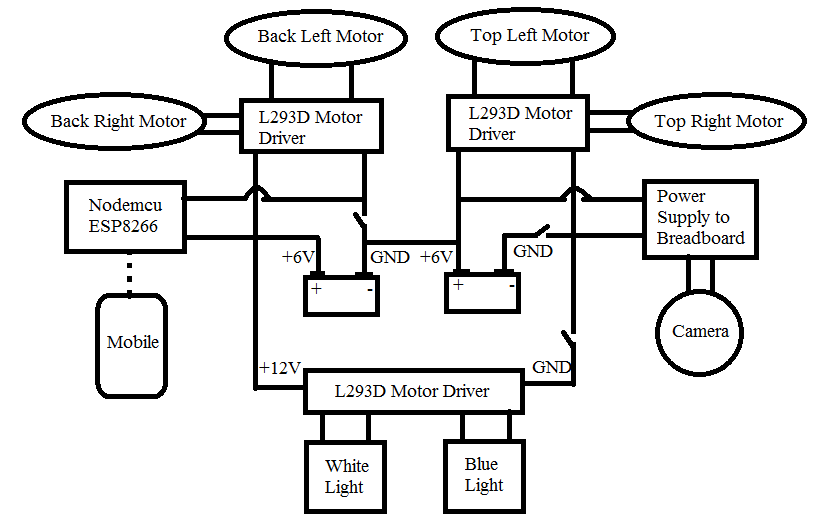 Back Left Motor
Top Left Motor
Back Right Motor
L293D Motor
Driver
L293D Motor
Driver
Top Right Motor
Nodemcu
ESP8266
Power
Supply to
Breadboard
+6V
GND
+6V
GND
+
-
+
-
Mobile
Camera
+12V
GND
L293D Motor Driver
White
Light
Blue
Light